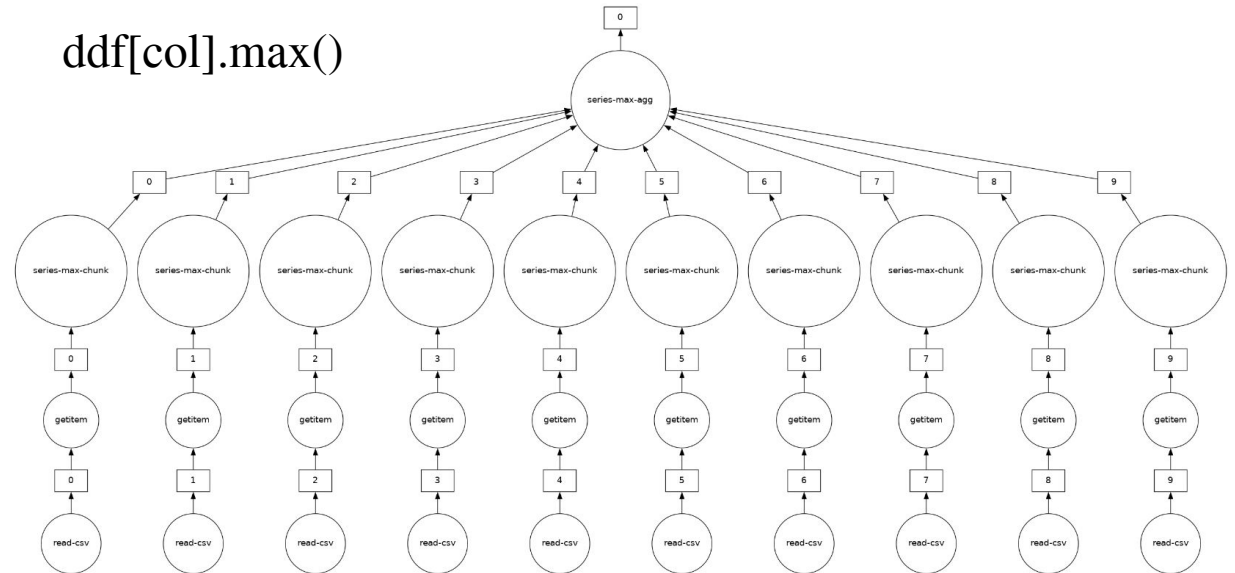 ddf[col].max()
0
series-max-agg
0 1 2 3 4 5 6 7 8 9
series-max-chunk series-max-chunk series-max-chunk series-max-chunk series-max-chunk series-max-chunk series-max-chunk series-max-chunk series-max-chunk series-max-chunk
0 1 2 3 4 5 6 7 8 9
getitem getitem getitem getitem getitem getitem getitem getitem getitem getitem
0 1 2 3 4 5 6 7 8 9
read-csv read-csv read-csv read-csv read-csv read-csv read-csv read-csv read-csv read-csv